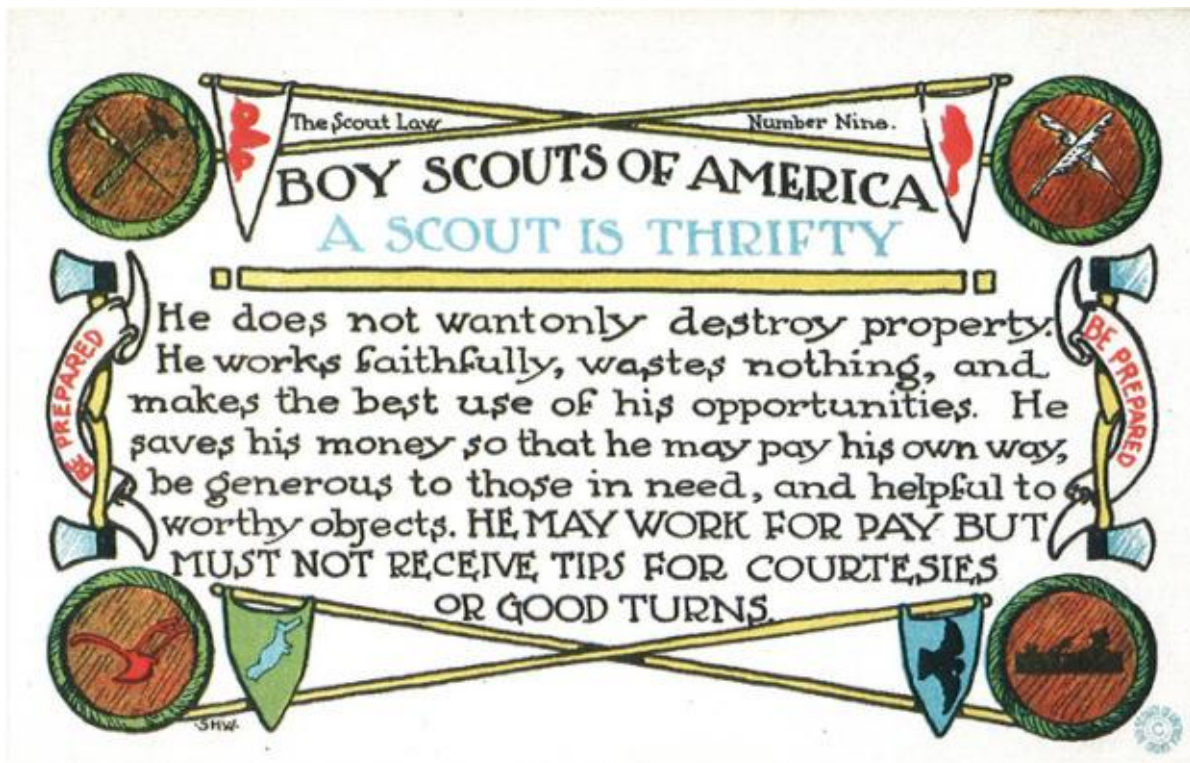 The Scout Law Number Nine.
BOY SCOUTS OF AMERICA
A SCOUT IS THRIFTY
BE PREPARED
BE PREPARED
He does not wantonly destroy property.
He works faithfully, wastes nothing, and
makes the best use of his opportunities. He
saves his money so that he may pay his own way,
be generous to those in need, and helpful to
worthy objects. HE MAY WORK FOR PAY BUT
MUST NOT RECEIVE TIPS FOR COURTESIES
OR GOOD TURNS.
SHW.